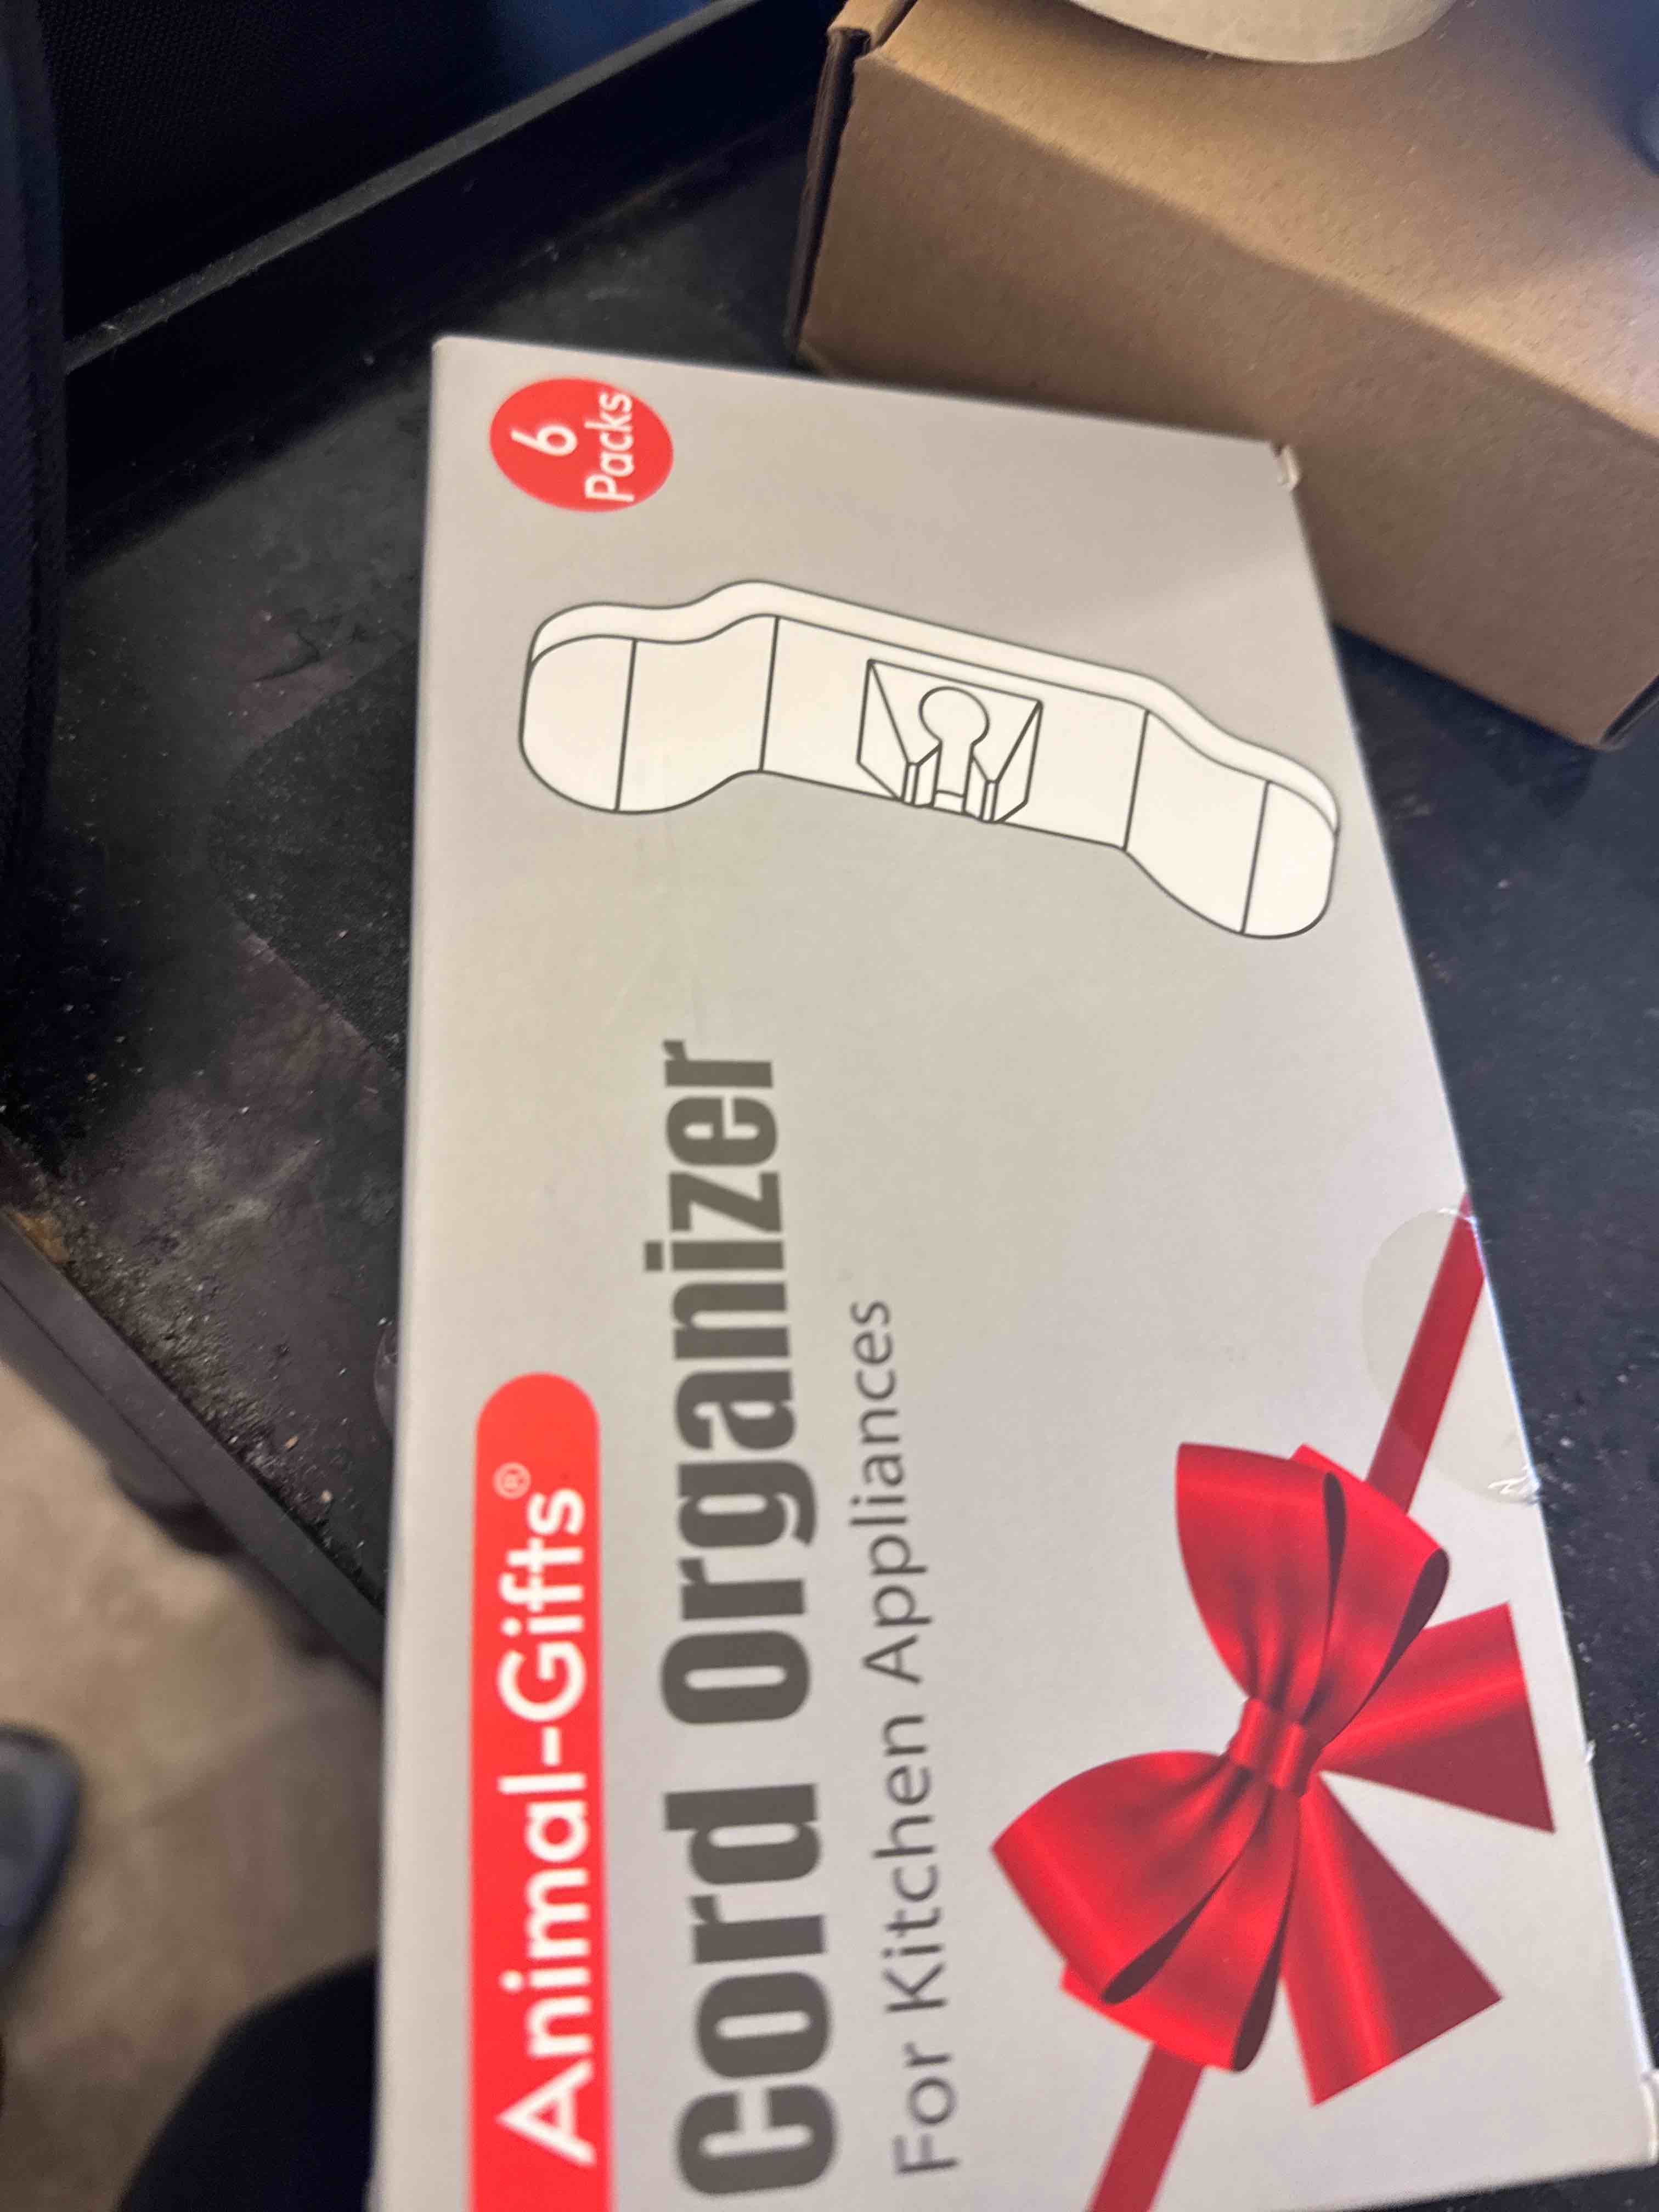 Animal-Gifts®
Cord Organizer
For Kitchen Appliances
6
Packs